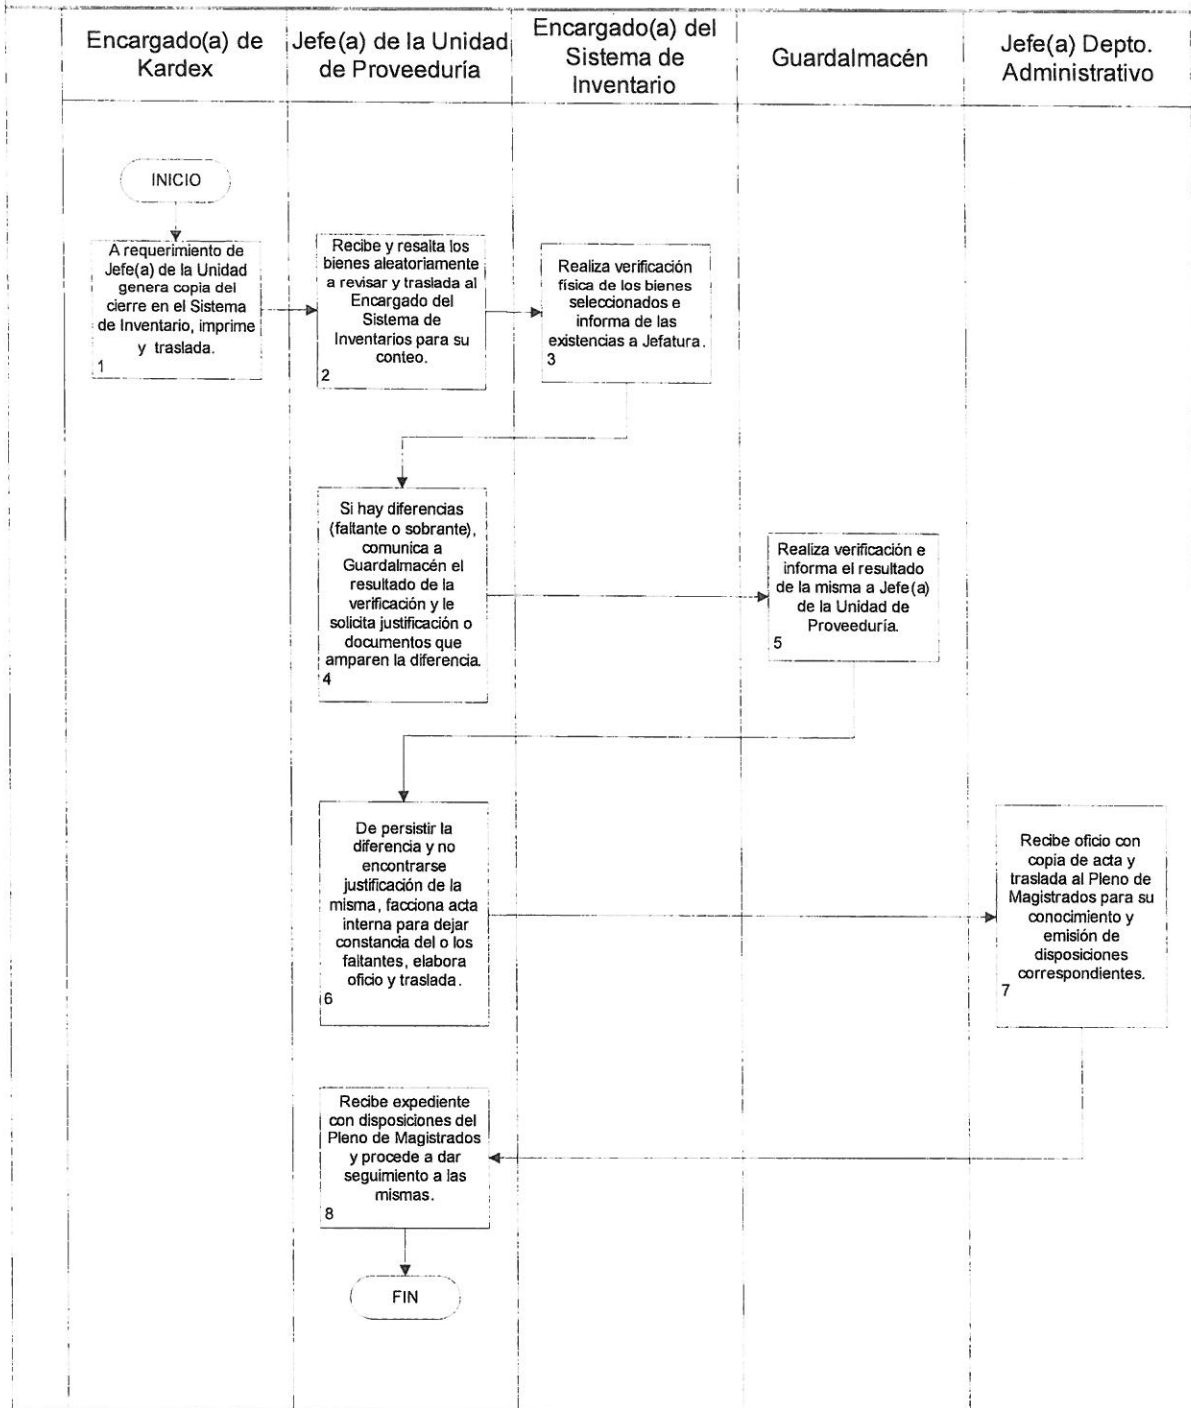 Encargado(a) de
Kardex
Jefe(a) de la Unidad
de Proveeduría
Encargado(a) del
Sistema de
Inventario
Guardalmacén
Jefe(a) Depto.
Administrativo
INICIO
A requerimiento de
Jefe(a) de la Unidad
genera copia del
cierre en el Sistema
de Inventario, imprime
y traslada.
1
Recibe y resalta los
bienes aleatoriamente
a revisar y traslada al
Encargado del
Sistema de
Inventarios para su
conteo.
2
Realiza verificación
física de los bienes
seleccionados e
informa de las
existencias a Jefatura.
3
Si hay diferencias
(faltante o sobrante),
comunica a
Guardalmacén el
resultado de la
verificación y le
solicita justificación o
documentos que
amparen la diferencia.
4
Realiza verificación e
informa el resultado
de la misma a Jefe(a)
de la Unidad de
Proveeduría.
5
De persistir la
diferencia y no
encontrarse
justificación de la
misma, facciona acta
interna para dejar
constancia del o los
faltantes, elabora
oficio y traslada.
6
Recibe oficio con
copia de acta y
traslada al Pleno de
Magistrados para su
conocimiento y
emisión de
disposiciones
correspondientes.
7
Recibe expediente
con disposiciones del
Pleno de Magistrados
y procede a dar
seguimiento a las
mismas.
8
FIN